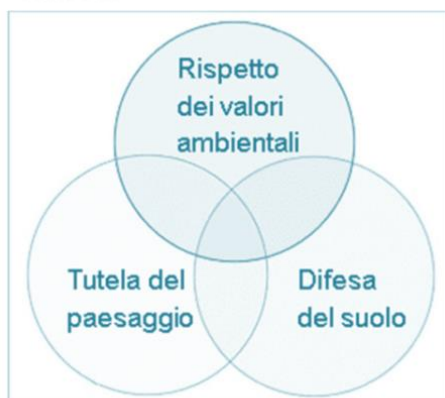 Rispetto
dei valori
ambientali
Tutela del
paesaggio
Difesa
del suolo